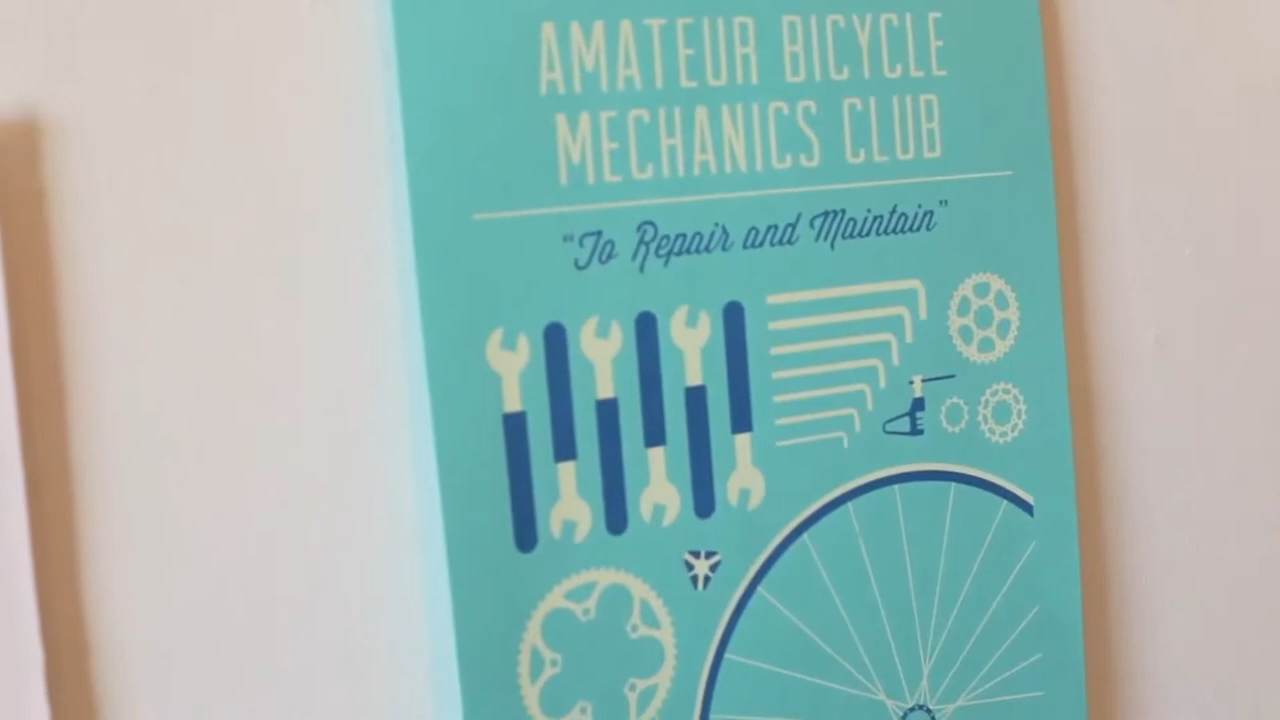 AMATEUR BICYCLE
MECHANICS CLUB
“To Repair and Maintain”